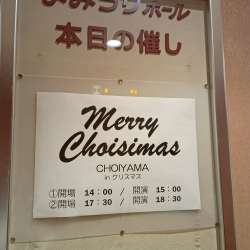 よみうりホール
本日の催し
Merry
Choisimas
CHOIYAMA
in クリスマス
①開場 14：00 / 開演 15：00
②開場 17：30 / 開演 18：30